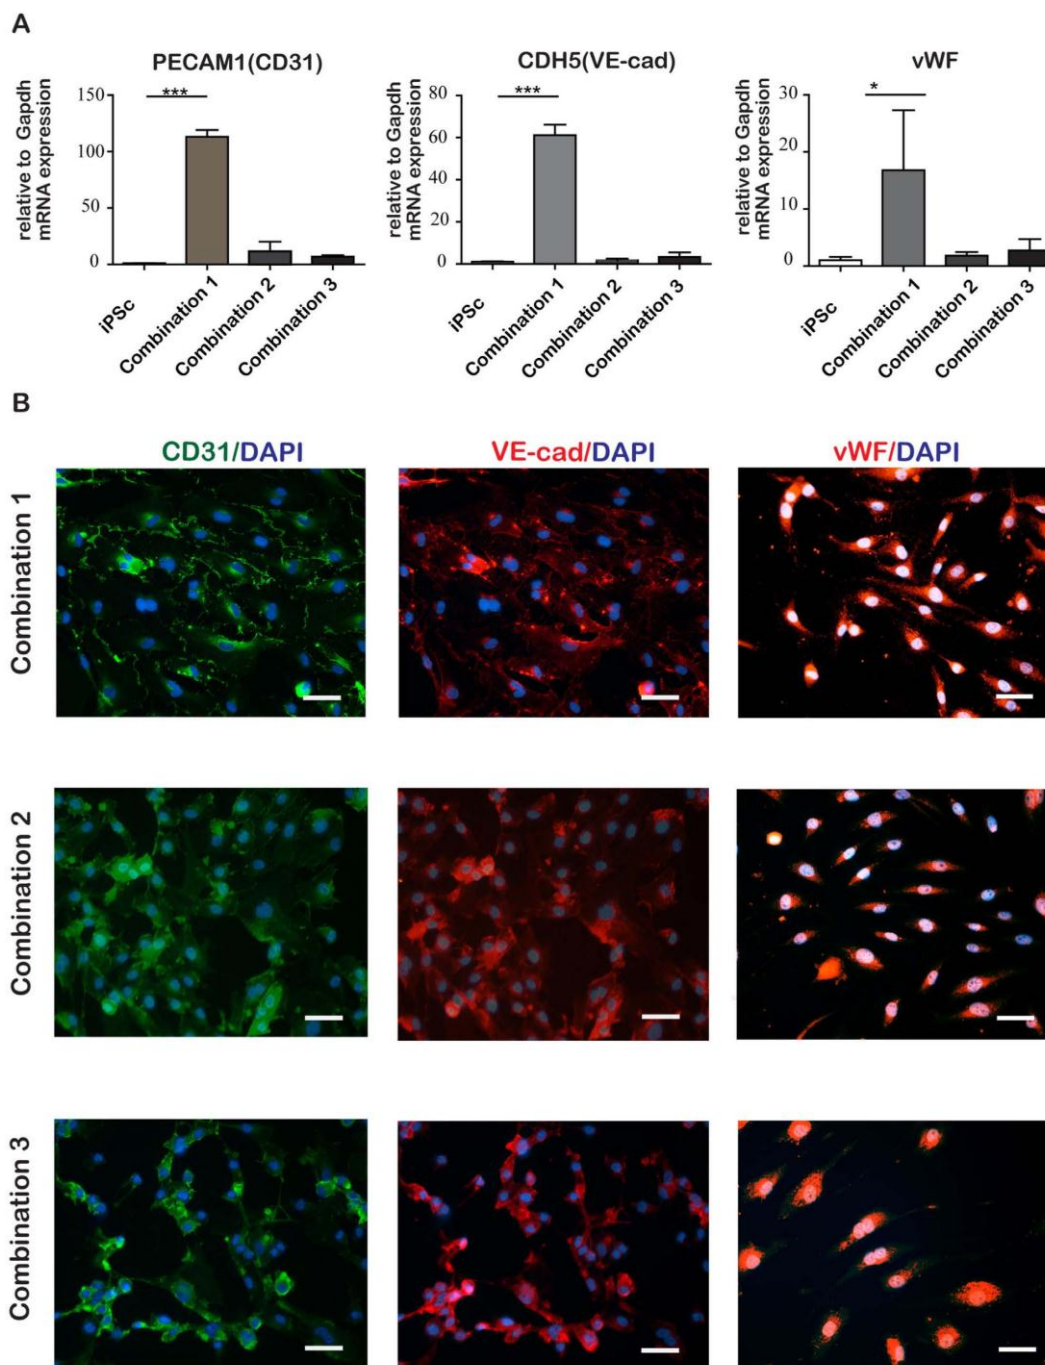 A
PECAM1(CD31)
relative to Gapdh
mRNA expression
150
100
50
0
***
iPSc
Combination 1
Combination 2
Combination 3
CDH5(VE-cad)
relative to Gapdh
mRNA expression
80
60
40
20
0
***
iPSc
Combination 1
Combination 2
Combination 3
vWF
relative to Gapdh
mRNA expression
30
20
10
0
*
iPSc
Combination 1
Combination 2
Combination 3
B
CD31/DAPI
VE-cad/DAPI
vWF/DAPI
Combination 1
Combination 2
Combination 3